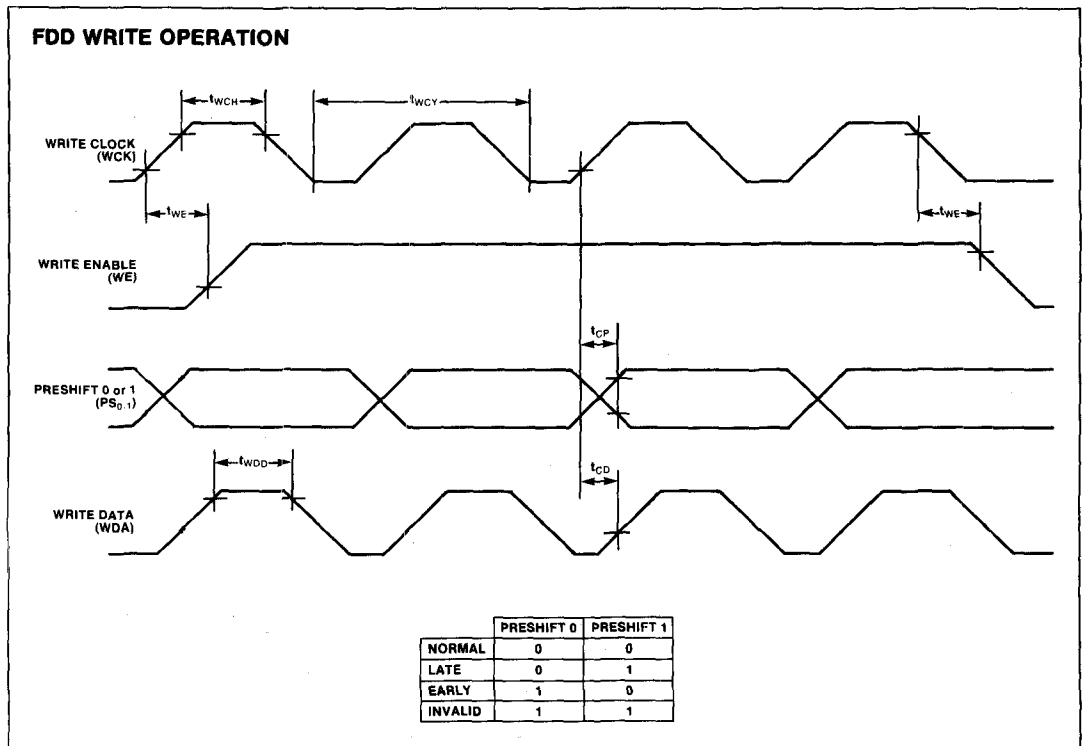 FDD WRITE OPERATION
tWCH
tWCY
WRITE CLOCK
(WCK)
tWE
tWE
WRITE ENABLE
(WE)
tCP
PRESHIFT 0 or 1
(PS0,1)
tWDD
tCD
WRITE DATA
(WDA)
PRESHIFT 0 PRESHIFT 1
NORMAL 0 0
LATE 0 1
EARLY 1 0
INVALID 1 1